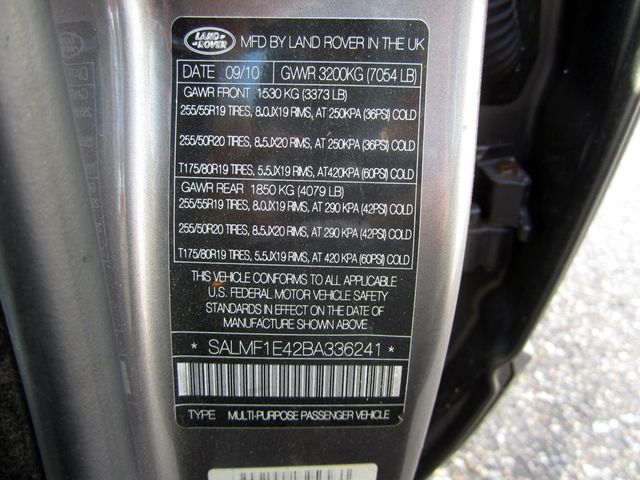 LAND ROVER MFD BY LAND ROVER IN THE UK
DATE 09/10 GVWR 3200KG (7054 LB)
GAWR FRONT 1530 KG (3373 LB)
255/55R19 TIRES, 8.0JX19 RIMS, AT 250KPA (36PSI) COLD
255/50R20 TIRES, 8.5JX20 RIMS, AT 250KPA (36PSI) COLD
T175/80R19 TIRES, 5.5JX19 RIMS, AT420KPA (60PSI) COLD
GAWR REAR 1850 KG (4079 LB)
255/55R19 TIRES, 8.0JX19 RIMS, AT 290 KPA (42PSI) COLD
255/50R20 TIRES, 8.5JX20 RIMS, AT 290 KPA (42PSI) COLD
T175/80R19 TIRES, 5.5JX19 RIMS, AT 420 KPA (60PSI) COLD
THIS VEHICLE CONFORMS TO ALL APPLICABLE
U.S. FEDERAL MOTOR VEHICLE SAFETY
STANDARDS IN EFFECT ON THE DATE OF
MANUFACTURE SHOWN ABOVE
* SALMF1E42BA336241 *
TYPE MULTI-PURPOSE PASSENGER VEHICLE